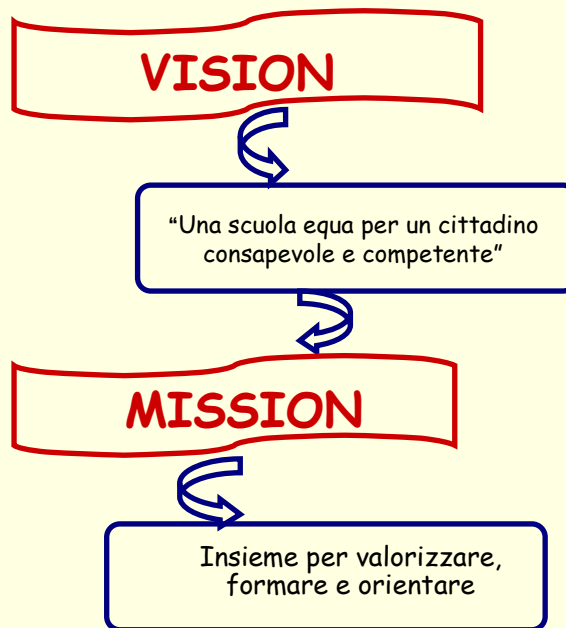 VISION
“Una scuola equa per un cittadino
consapevole e competente”
MISSION
Insieme per valorizzare,
formare e orientare